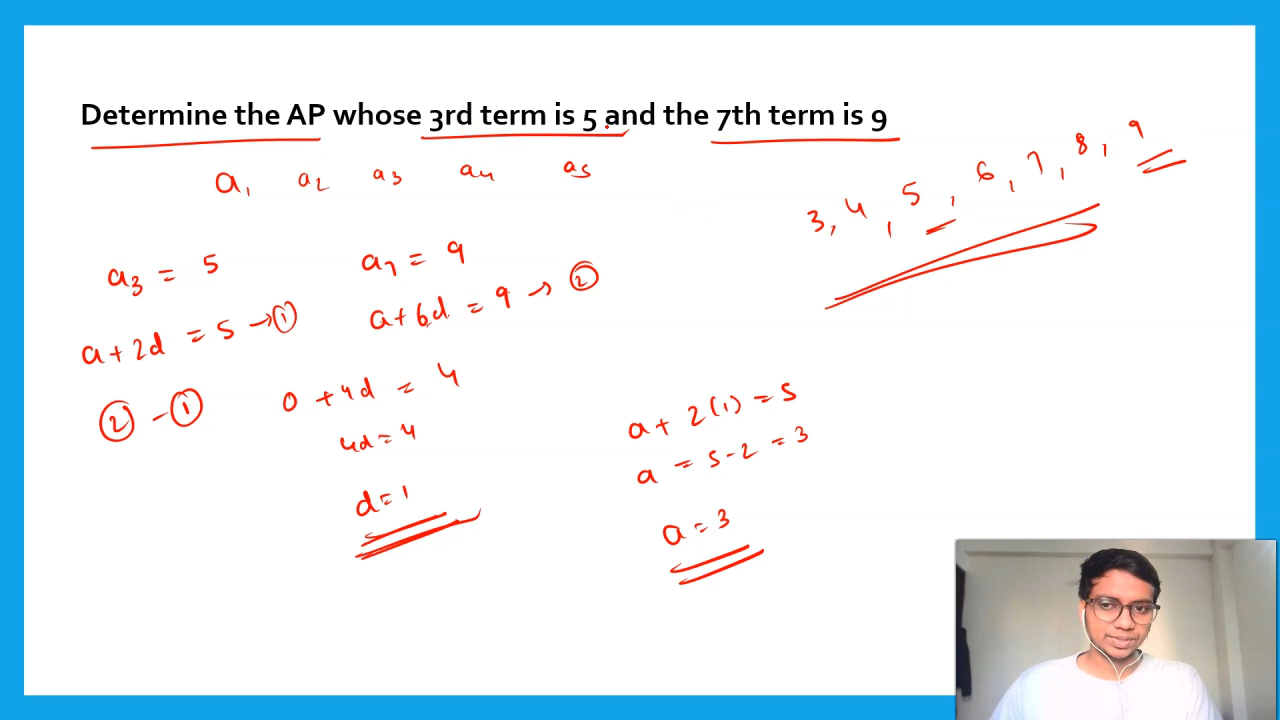 Determine the AP whose 3rd term is 5 and the 7th term is 9
a₁ a₂ a₃ a₄ a₅
3, 4, 5, 6, 7, 8, 9
a₃ = 5
a₇ = 9
a + 2d = 5 → ①
a + 6d = 9 → ②
② - ①
0 + 4d = 4
4d = 4
d = 1
a + 2(1) = 5
a = 5 - 2 = 3
a = 3